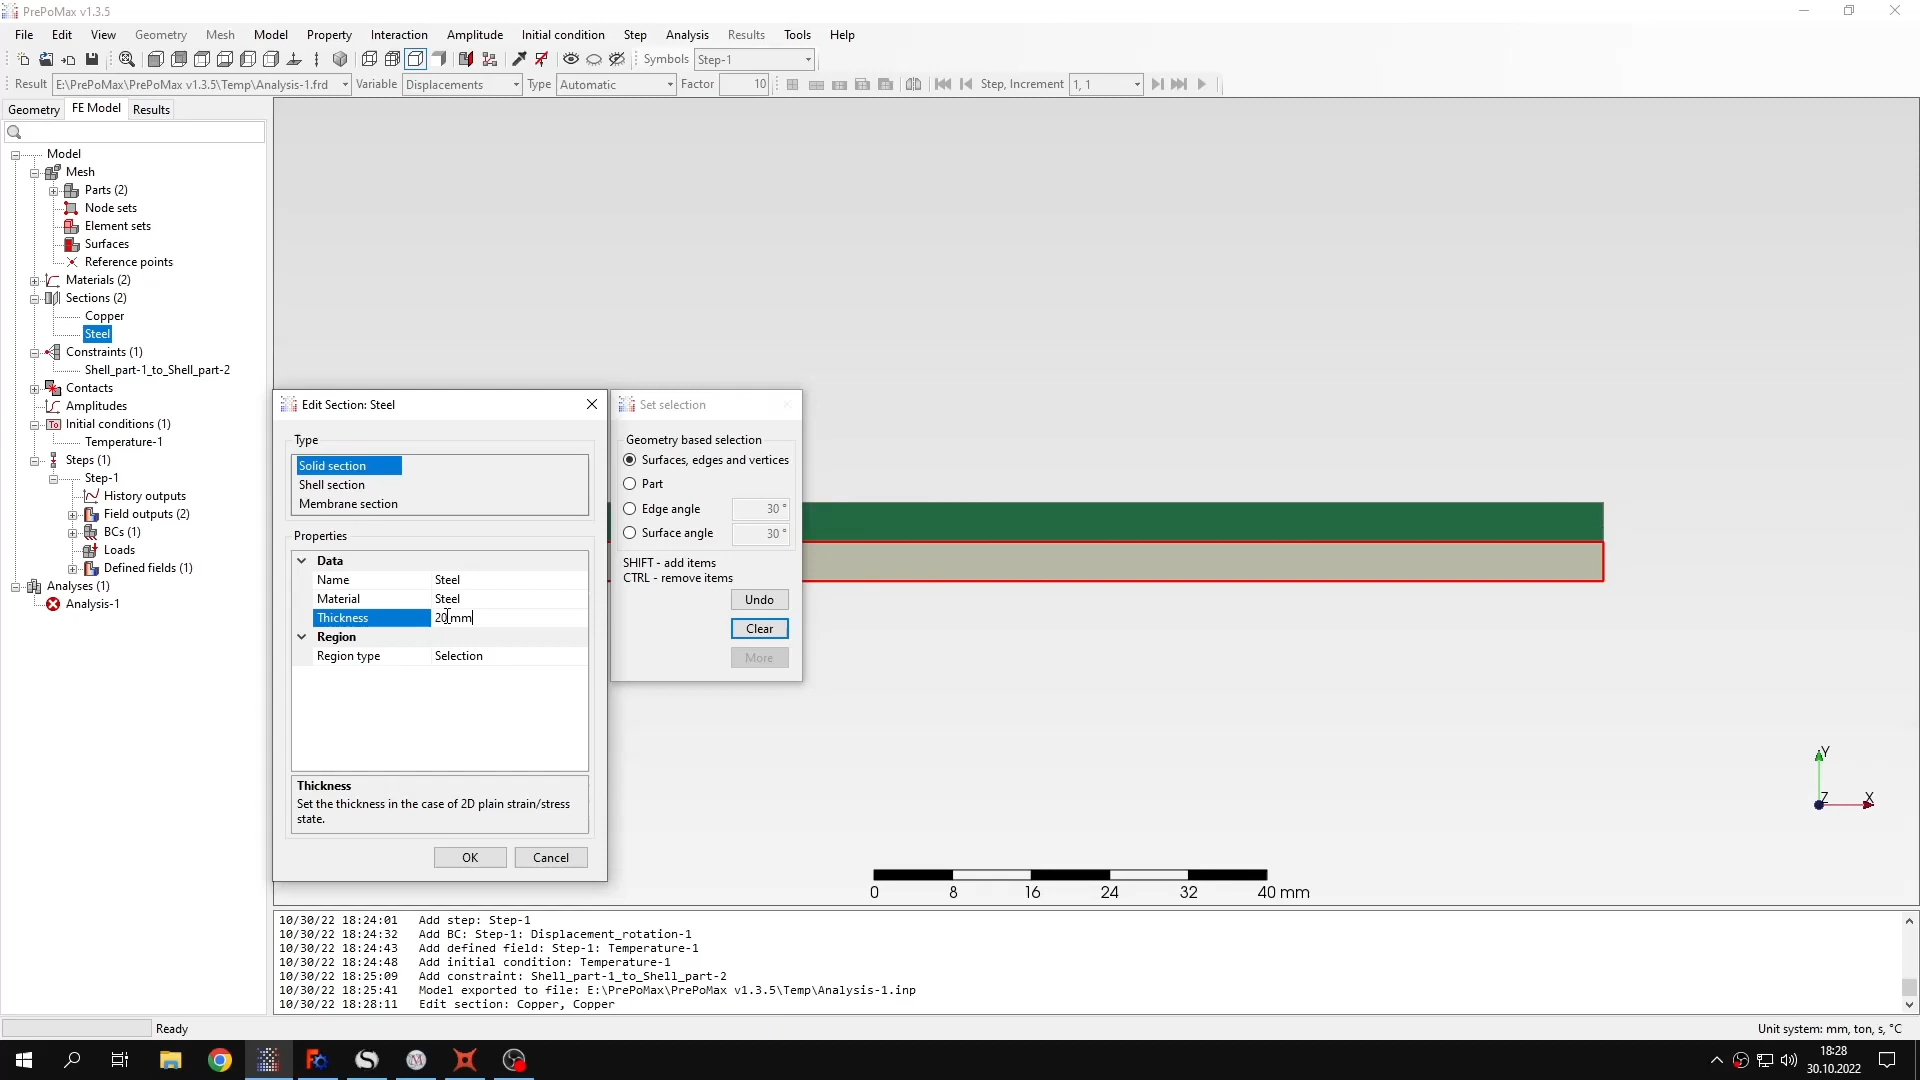 PrePoMax v1.3.5
File Edit View Geometry Mesh Model Property Interaction Amplitude Initial condition Step Analysis Results Tools Help
Symbols Step-1
Result E:\PrePoMax\PrePoMax v1.3.5\Temp\Analysis-1.frd Variable Displacements Type Automatic Factor 10 Step, Increment 1, 1
Geometry FE Model Results
Model
Mesh
Parts (2)
Node sets
Element sets
Surfaces
Reference points
Materials (2)
Sections (2)
Copper
Steel
Constraints (1)
Shell_part-1_to_Shell_part-2
Contacts
Amplitudes
Initial conditions (1)
Temperature-1
Steps (1)
Step-1
History outputs
Field outputs (2)
BCs (1)
Loads
Defined fields (1)
Analyses (1)
Analysis-1
Edit Section: Steel
Type
Solid section
Shell section
Membrane section
Properties
Data
Name Steel
Material Steel
Thickness 20 mm
Region
Region type Selection
Thickness
Set the thickness in the case of 2D plain strain/stress
state.
OK Cancel
Set selection
Geometry based selection
Surfaces, edges and vertices
Part
Edge angle 30 °
Surface angle 30 °
SHIFT - add items
CTRL - remove items
Undo
Clear
More
Y
Z X
0 8 16 24 32 40 mm
10/30/22 18:24:01 Add step: Step-1
10/30/22 18:24:32 Add BC: Step-1: Displacement_rotation-1
10/30/22 18:24:43 Add defined field: Step-1: Temperature-1
10/30/22 18:24:48 Add initial condition: Temperature-1
10/30/22 18:25:09 Add constraint: Shell_part-1_to_Shell_part-2
10/30/22 18:25:41 Model exported to file: E:\PrePoMax\PrePoMax v1.3.5\Temp\Analysis-1.inp
10/30/22 18:28:11 Edit section: Copper, Copper
Ready
Unit system: mm, ton, s, °C
18:28
30.10.2022